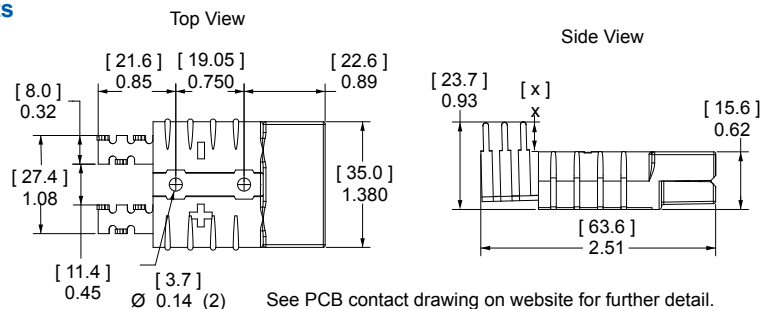 Top View
Side View
[ 21.6 ]
0.85
[ 19.05 ]
0.750
[ 22.6 ]
0.89
[ 8.0 ]
0.32
[ 27.4 ]
1.08
[ 35.0 ]
1.380
[ 11.4 ]
0.45
[ 3.7 ]
Ø 0.14 (2)
[ 23.7 ]
0.93
[ x ]
x
[ 15.6 ]
0.62
[ 63.6 ]
2.51
See PCB contact drawing on website for further detail.